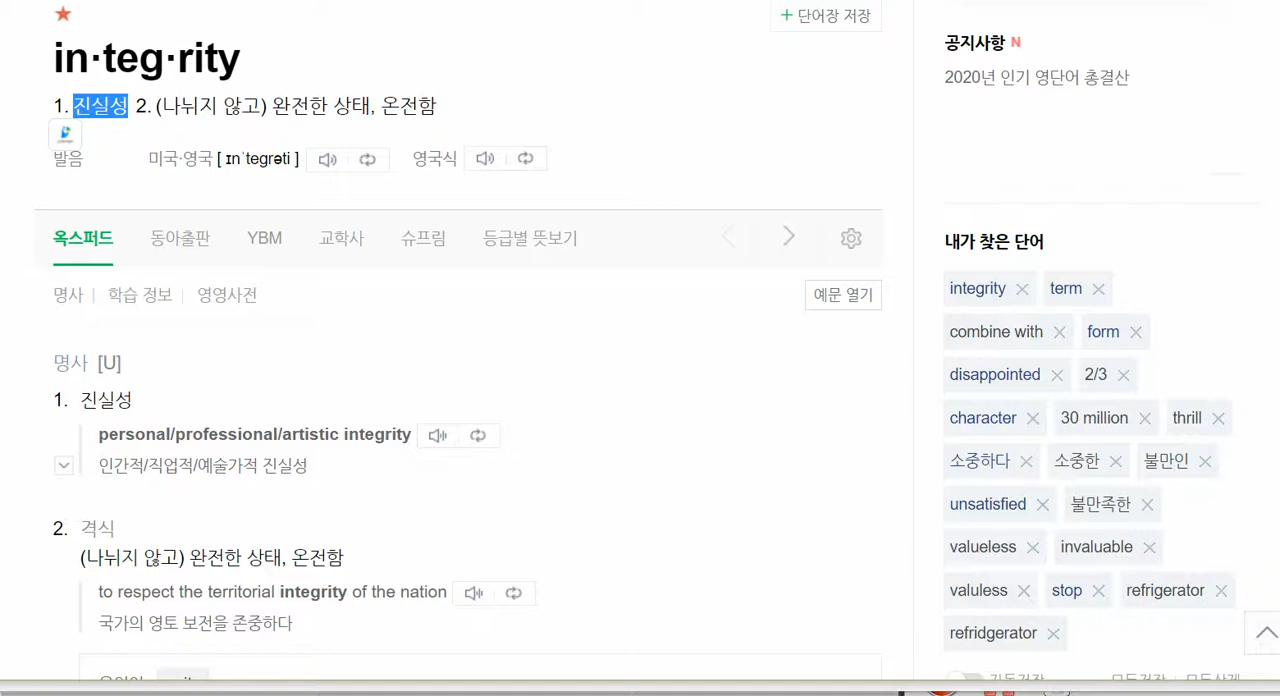 + 단어장 저장
in·teg·rity
1. 진실성 2. (나뉘지 않고) 완전한 상태, 온전함
발음 미국·영국 [ ɪnˈtegrəti ] 영국식
옥스퍼드 동아출판 YBM 교학사 슈프림 등급별 뜻보기
명사 | 학습 정보 | 영영사전 예문 열기
명사 [U]
1. 진실성
personal/professional/artistic integrity
인간적/직업적/예술가적 진실성
2. 격식
(나뉘지 않고) 완전한 상태, 온전함
to respect the territorial integrity of the nation
국가의 영토 보전을 존중하다
공지사항 N
2020년 인기 영단어 총결산
내가 찾은 단어
integrity × term ×
combine with × form ×
disappointed × 2/3 ×
character × 30 million × thrill ×
소중하다 × 소중한 × 불만인 ×
unsatisfied × 불만족한 ×
valueless × invaluable ×
valuless × stop × refrigerator ×
refridgerator ×